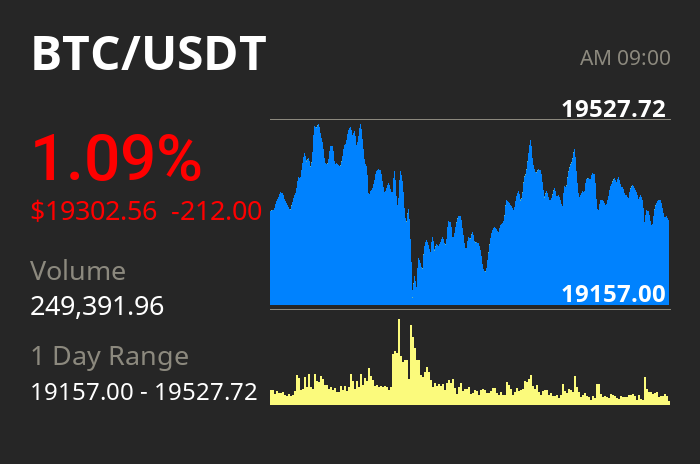 BTC/USDT
AM 09:00
19527.72
1.09%
$19302.56 -212.00
Volume
249,391.96
19157.00
1 Day Range
19157.00 - 19527.72